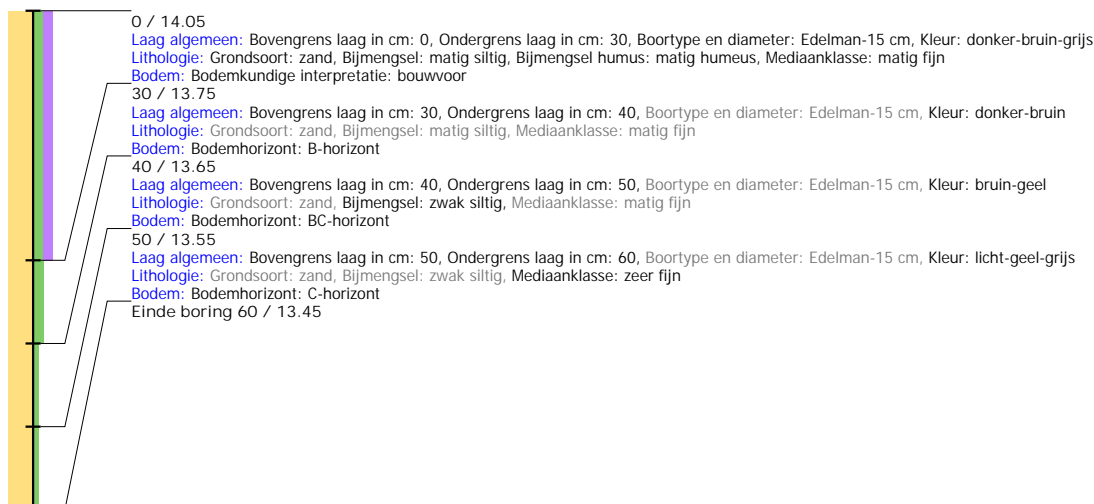 0 / 14.05
Laag algemeen: Bovengrens laag in cm: 0, Ondergrens laag in cm: 30, Boortype en diameter: Edelman-15 cm, Kleur: donker-bruin-grijs
Lithologie: Grondsoort: zand, Bijmengsel: matig siltig, Bijmengsel humus: matig humeus, Mediaanklasse: matig fijn
Bodem: Bodemkundige interpretatie: bouwvoor
30 / 13.75
Laag algemeen: Bovengrens laag in cm: 30, Ondergrens laag in cm: 40, Boortype en diameter: Edelman-15 cm, Kleur: donker-bruin
Lithologie: Grondsoort: zand, Bijmengsel: matig siltig, Mediaanklasse: matig fijn
Bodem: Bodemhorizont: B-horizont
40 / 13.65
Laag algemeen: Bovengrens laag in cm: 40, Ondergrens laag in cm: 50, Boortype en diameter: Edelman-15 cm, Kleur: bruin-geel
Lithologie: Grondsoort: zand, Bijmengsel: zwak siltig, Mediaanklasse: matig fijn
Bodem: Bodemhorizont: BC-horizont
50 / 13.55
Laag algemeen: Bovengrens laag in cm: 50, Ondergrens laag in cm: 60, Boortype en diameter: Edelman-15 cm, Kleur: licht-geel-grijs
Lithologie: Grondsoort: zand, Bijmengsel: zwak siltig, Mediaanklasse: zeer fijn
Bodem: Bodemhorizont: C-horizont
Einde boring 60 / 13.45